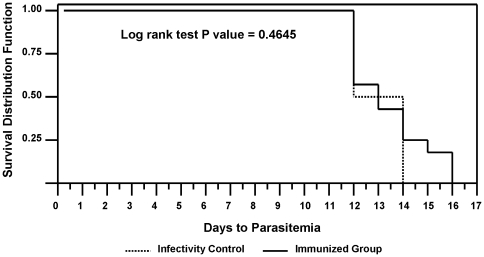 Survival Distribution Function
1.00
0.75
0.50
0.25
Log rank test P value = 0.4645
0 1 2 3 4 5 6 7 8 9 10 11 12 13 14 15 16 17
Days to Parasitemia
Infectivity Control Immunized Group